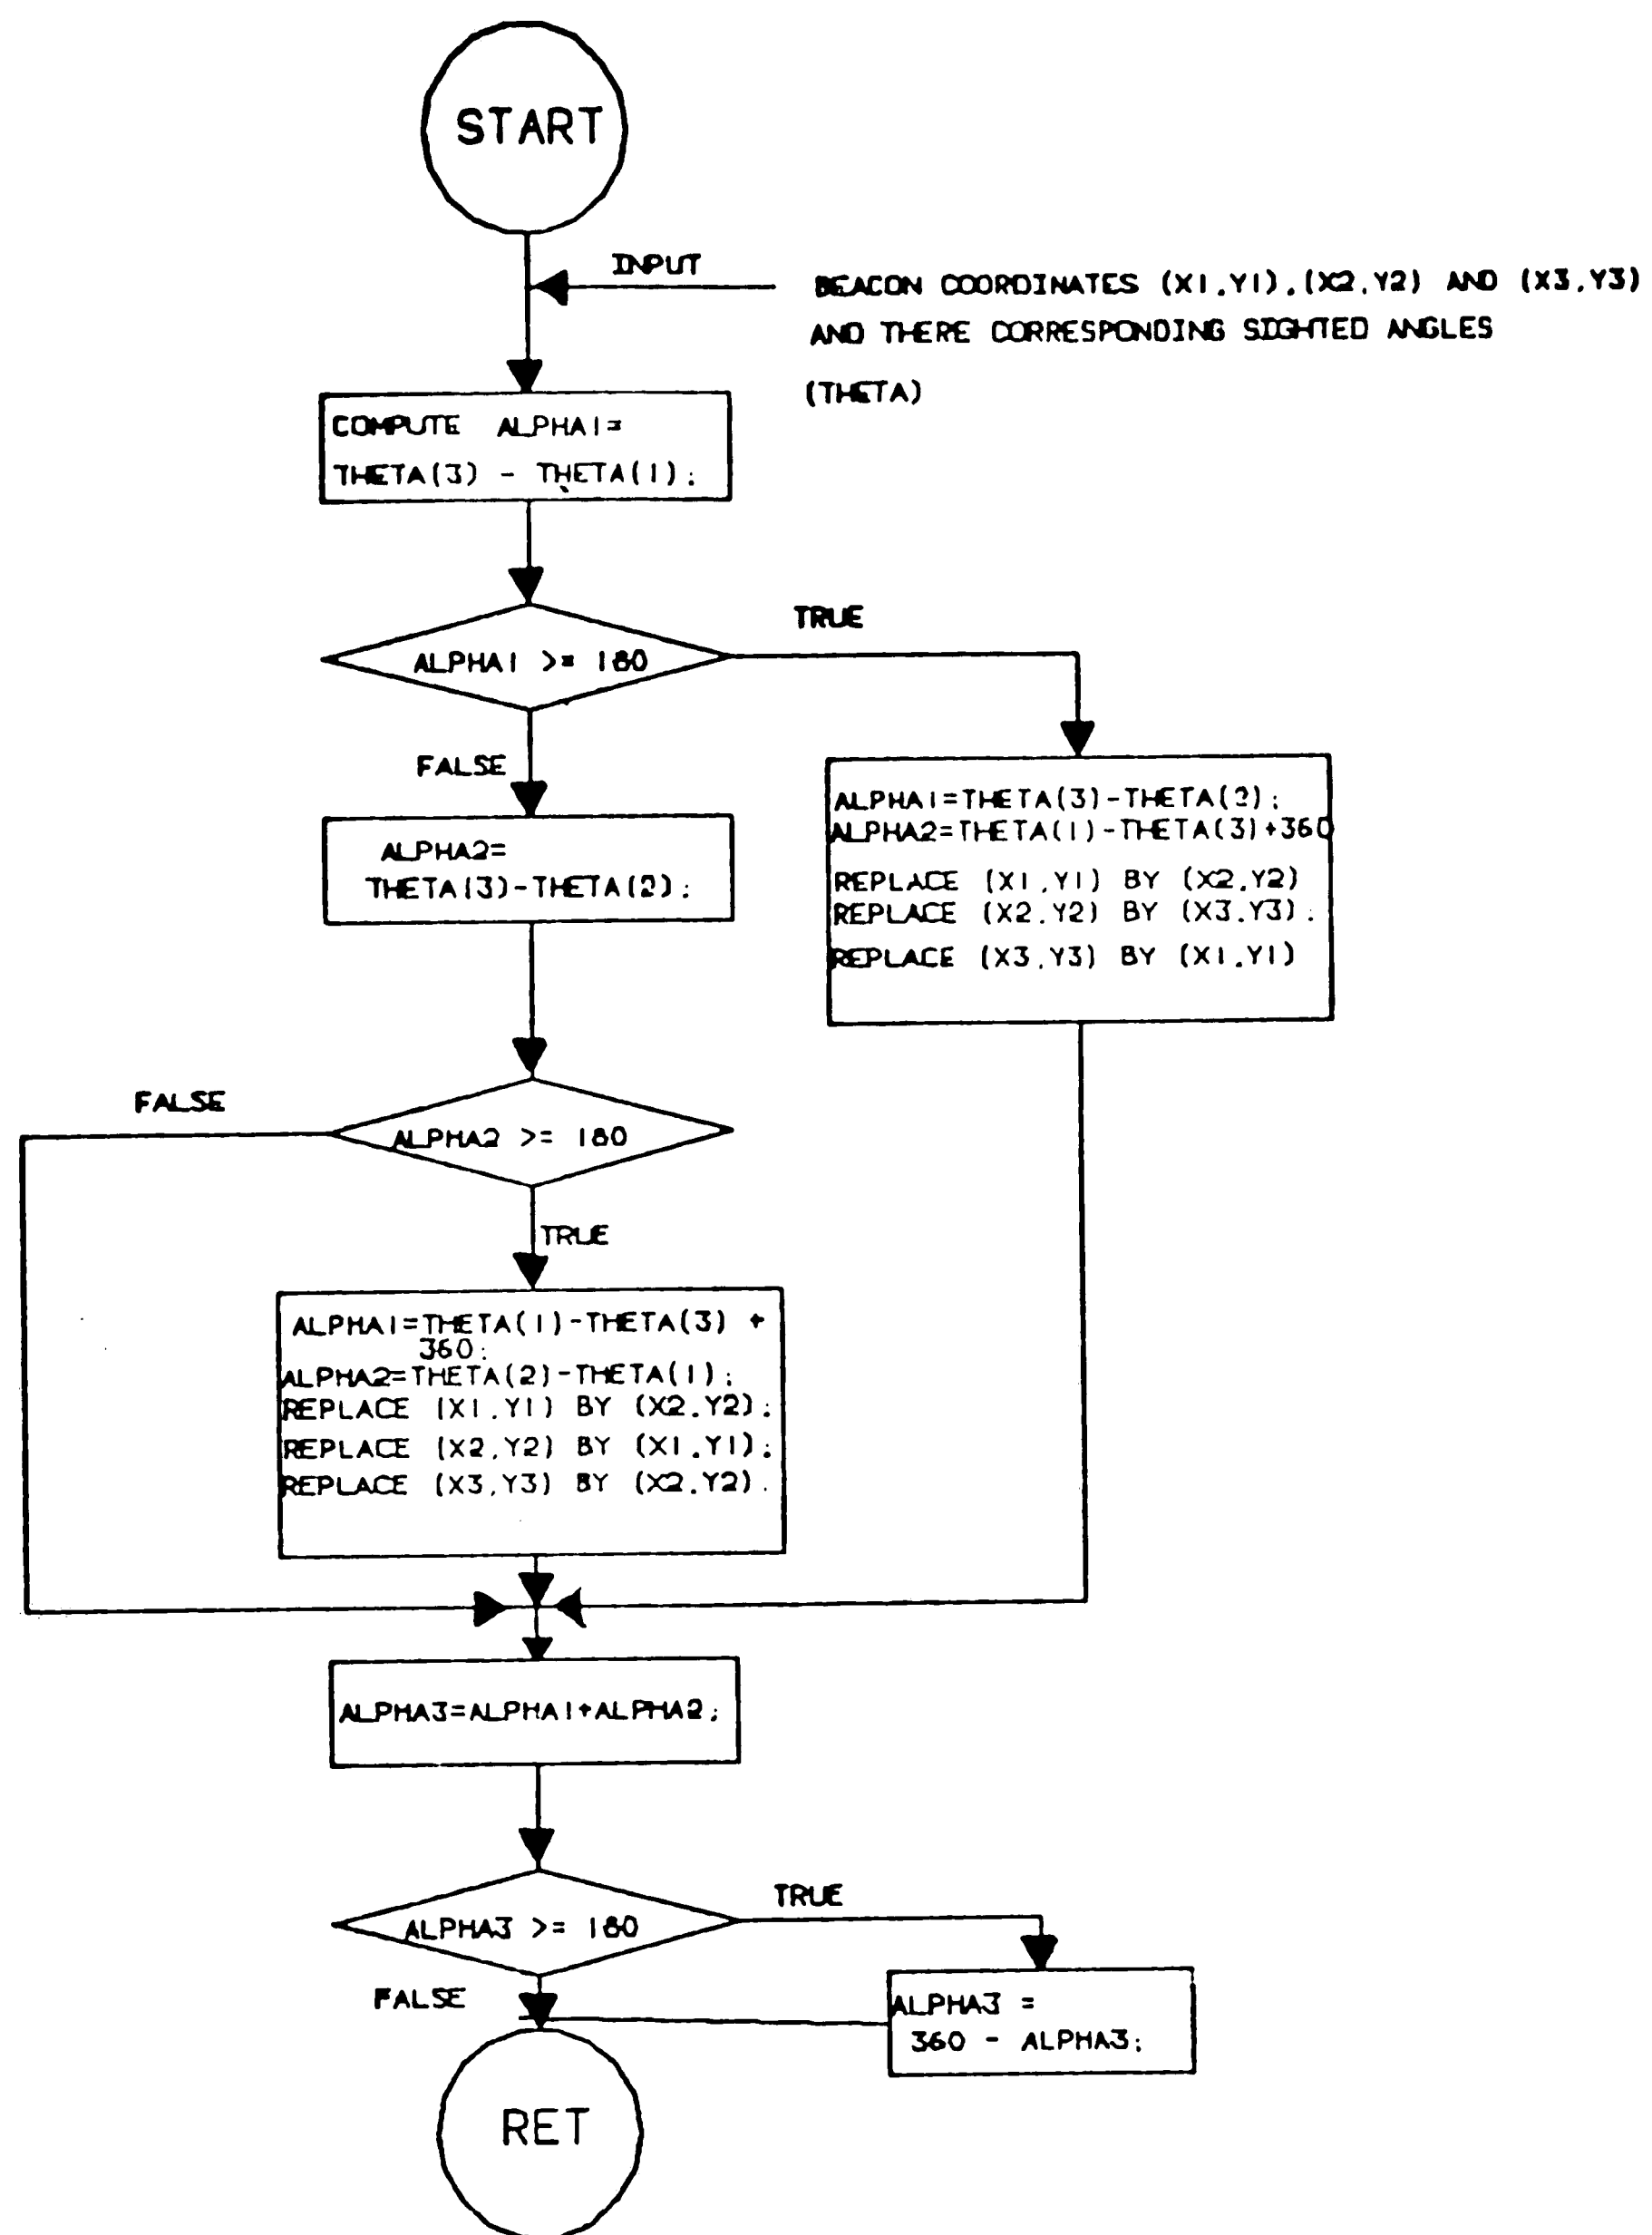 START
INPUT
BEACON COORDINATES (X1,Y1),(X2,Y2) AND (X3,Y3)
AND THERE CORRESPONDING SIGHTED ANGLES
(THETA)
COMPUTE ALPHA1=
THETA(3) - THETA(1);
ALPHA1 >= 180
TRUE
FALSE
ALPHA1=THETA(3)-THETA(2);
ALPHA2=THETA(1)-THETA(3)+360
REPLACE (X1,Y1) BY (X2,Y2)
REPLACE (X2,Y2) BY (X3,Y3);
REPLACE (X3,Y3) BY (X1,Y1)
ALPHA2=
THETA(3)-THETA(2);
FALSE
ALPHA2 >= 180
TRUE
ALPHA1=THETA(1)-THETA(3) +
360;
ALPHA2=THETA(2)-THETA(1);
REPLACE (X1,Y1) BY (X2,Y2);
REPLACE (X2,Y2) BY (X1,Y1);
REPLACE (X3,Y3) BY (X2,Y2).
ALPHA3=ALPHA1+ALPHA2;
ALPHA3 >= 180
TRUE
FALSE
ALPHA3 =
360 - ALPHA3;
RET